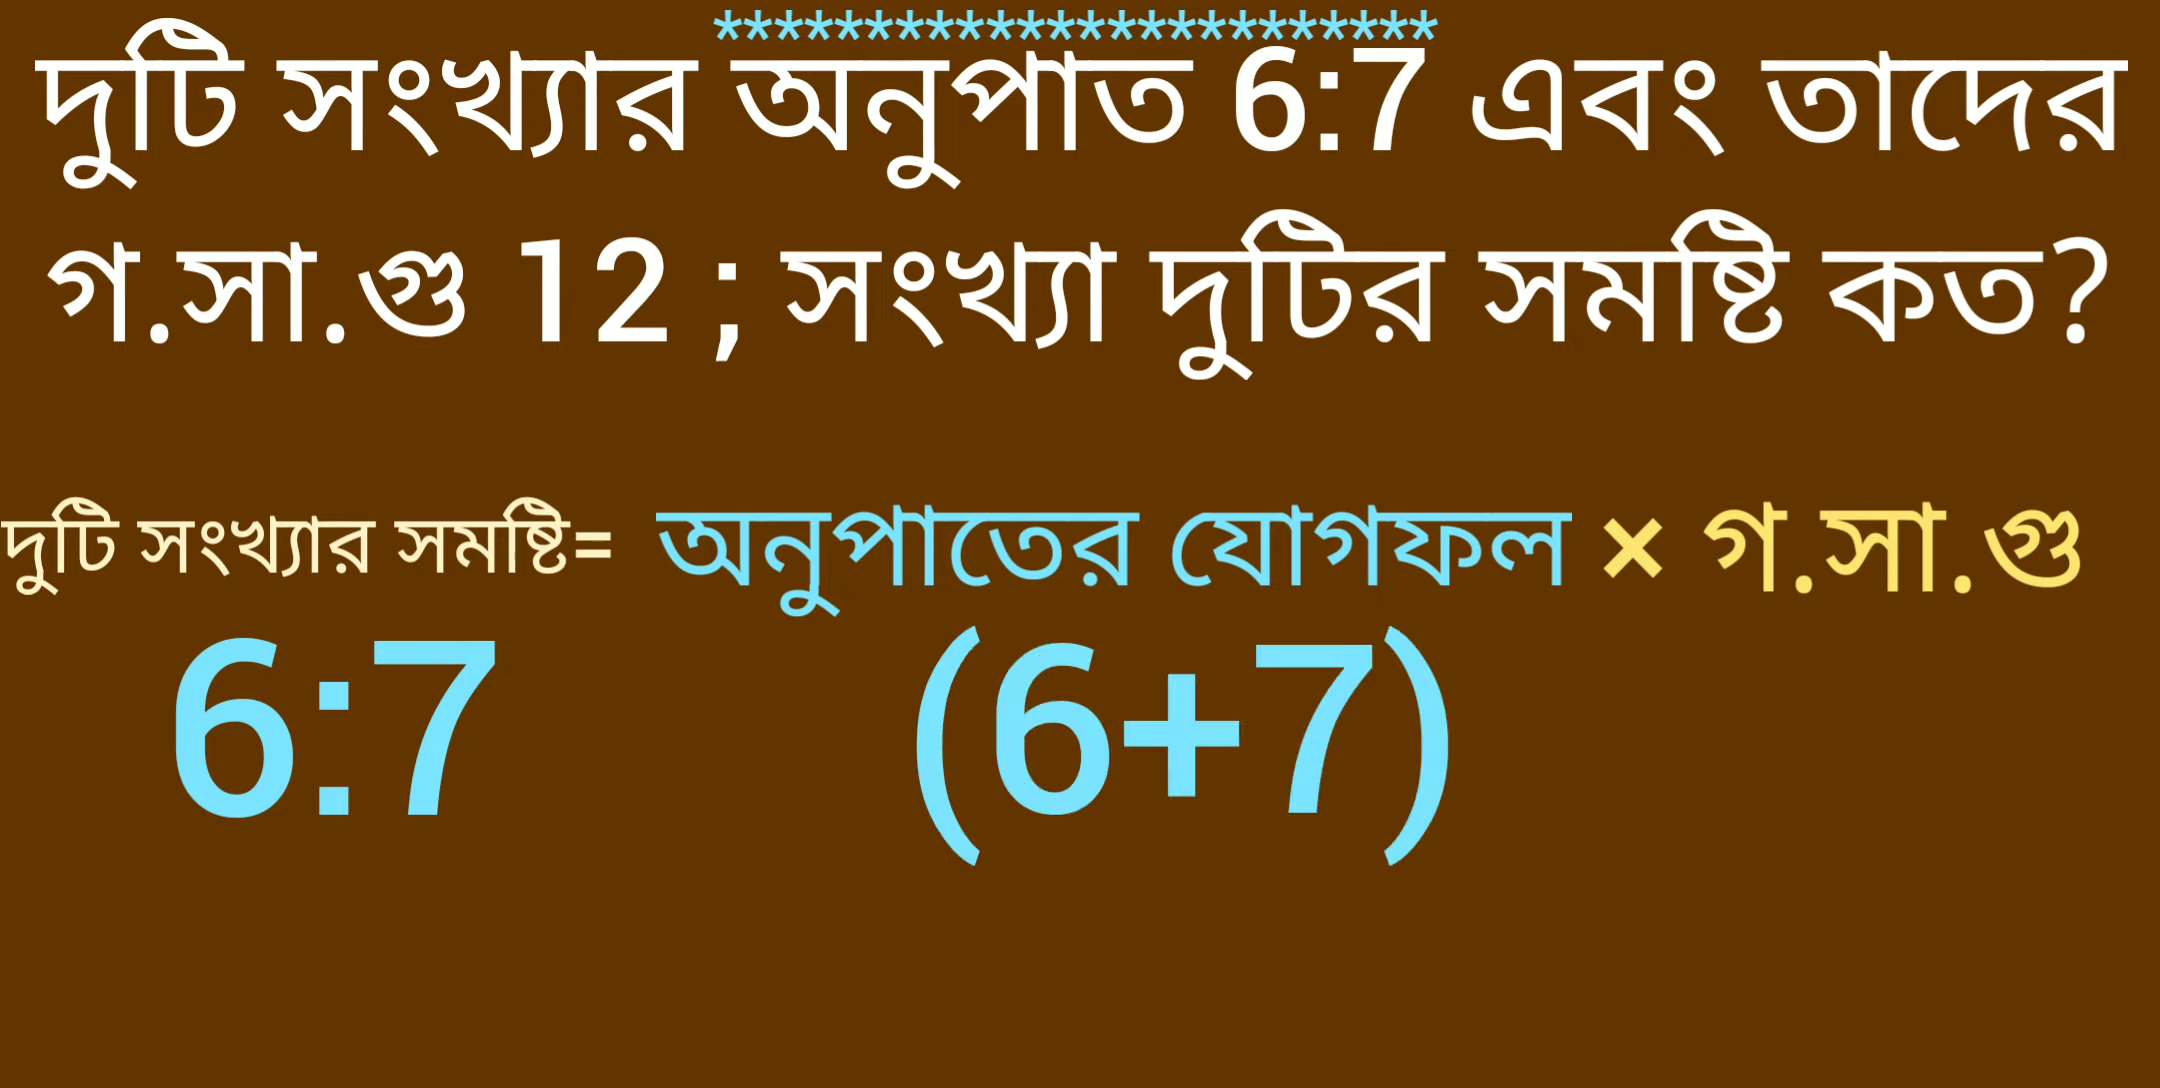 ************************
দুটি সংখ্যার অনুপাত 6:7 এবং তাদের
গ.সা.গু 12 ; সংখ্যা দুটির সমষ্টি কত?
দুটি সংখ্যার সমষ্টি= অনুপাতের যোগফল × গ.সা.গু
6:7 (6+7)